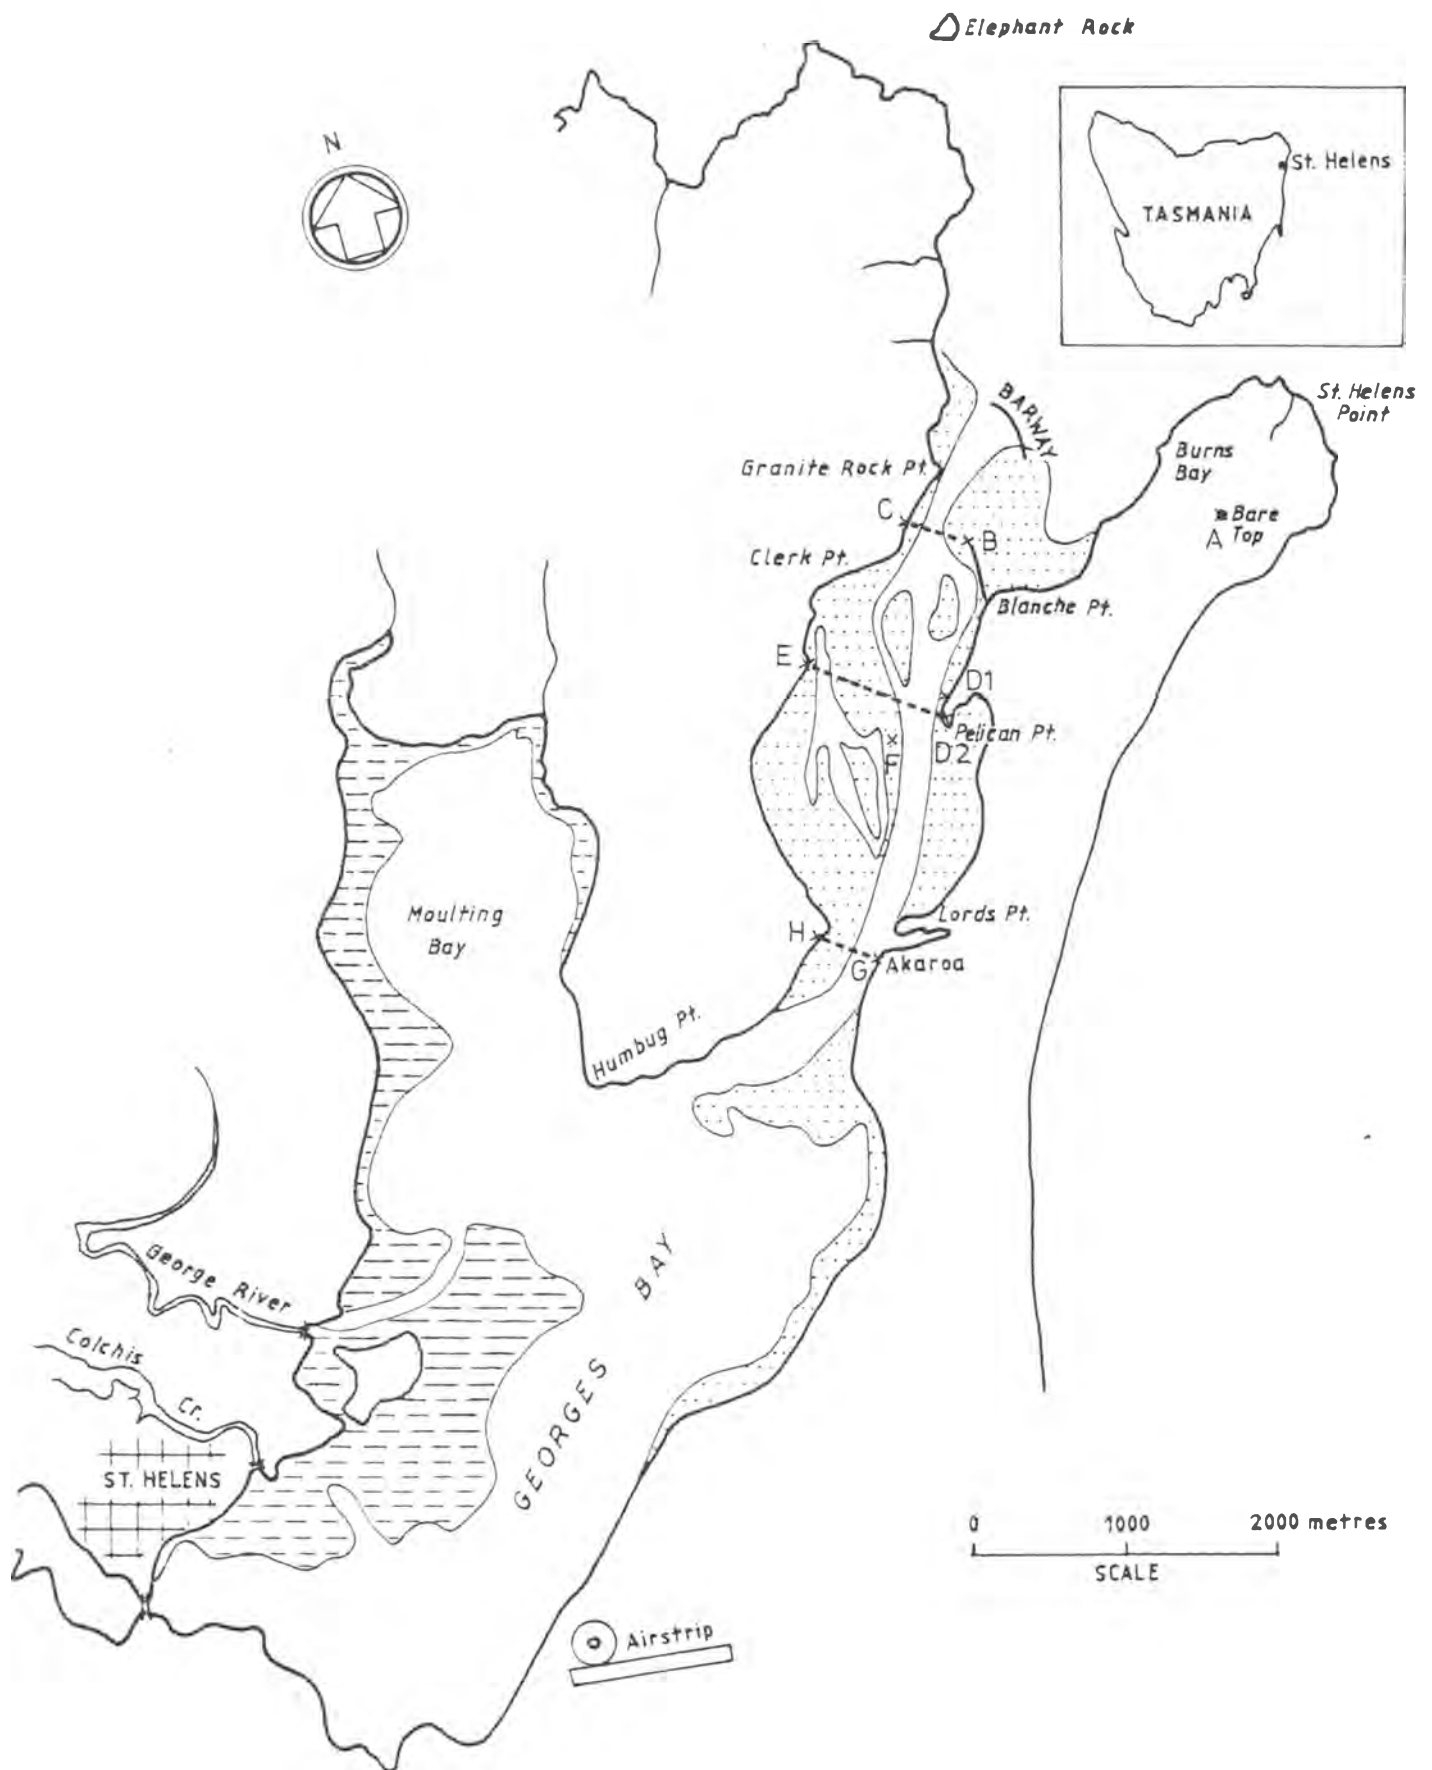 Elephant Rock
N
St. Helens
TASMANIA
St. Helens
Point
BARWAY
Burns
Bay
Granite Rock Pt.
C
B
Bare
Top
A
Clerk Pt.
Blanche Pt.
E
D1
Pelican Pt.
D2
F
Moulting
Bay
Lords Pt.
H
G
Akaroa
Humbug Pt.
GEORGES BAY
George River
Colchis
Cr.
ST. HELENS
0 1000 2000 metres
SCALE
Airstrip